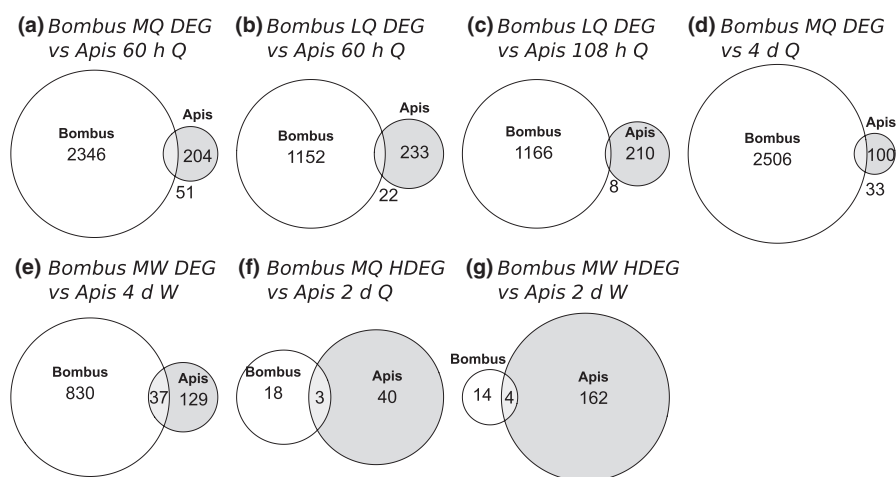 (a) Bombus MQ DEG
vs Apis 60 h Q
Bombus
2346
Apis
204
51
(b) Bombus LQ DEG
vs Apis 60 h Q
Bombus
1152
Apis
233
22
(c) Bombus LQ DEG
vs Apis 108 h Q
Bombus
1166
Apis
210
8
(d) Bombus MQ DEG
vs 4 d Q
Bombus
2506
Apis
100
33
(e) Bombus MW DEG
vs Apis 4 d W
Bombus
830
37
Apis
129
(f) Bombus MQ HDEG
vs Apis 2 d Q
Bombus
18
3
Apis
40
(g) Bombus MW HDEG
vs Apis 2 d W
Bombus
14
4
Apis
162